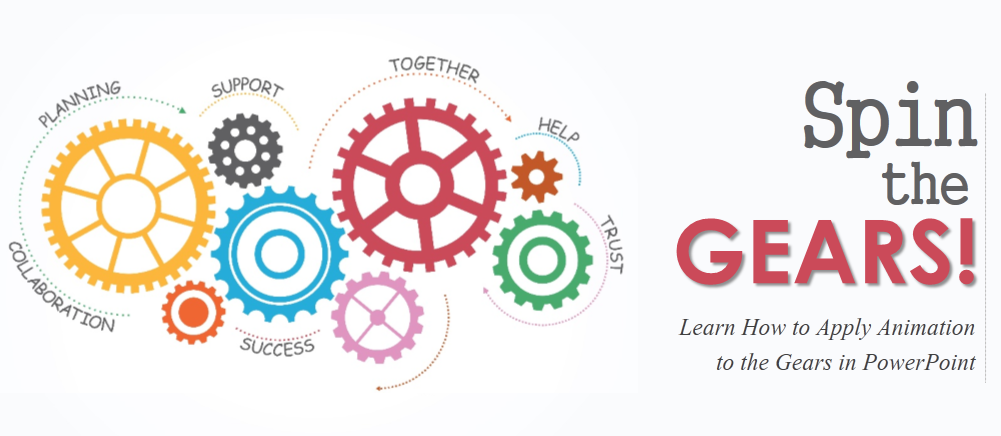 PLANNING
SUPPORT
TOGETHER
HELP
TRUST
COLLABORATION
SUCCESS
Spin
the
GEARS!
Learn How to Apply Animation
to the Gears in PowerPoint